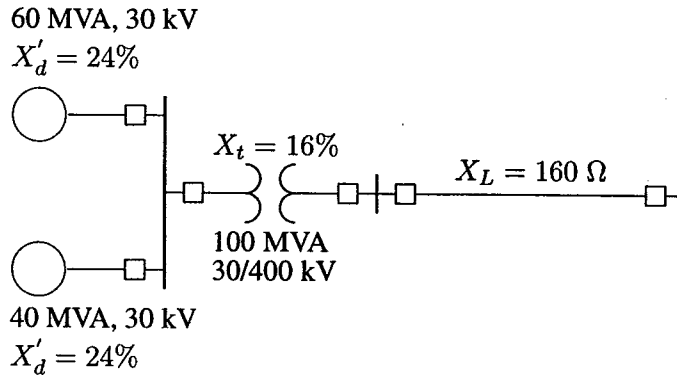 60 MVA, 30 kV
X'_d = 24%
X_t = 16%
X_L = 160 Ω
100 MVA
30/400 kV
40 MVA, 30 kV
X'_d = 24%